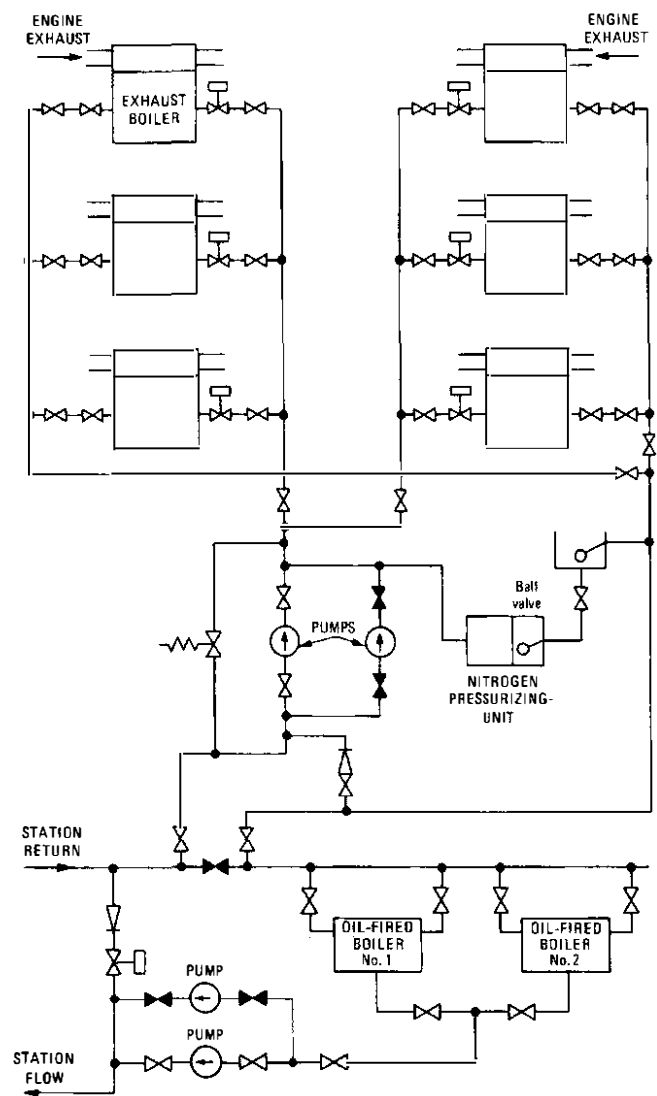 ENGINE
EXHAUST
ENGINE
EXHAUST
EXHAUST
BOILER
Ball
valve
PUMPS
NITROGEN
PRESSURIZING-
UNIT
STATION
RETURN
OIL-FIRED
BOILER
No.1
OIL-FIRED
BOILER
No.2
PUMP
PUMP
STATION
FLOW